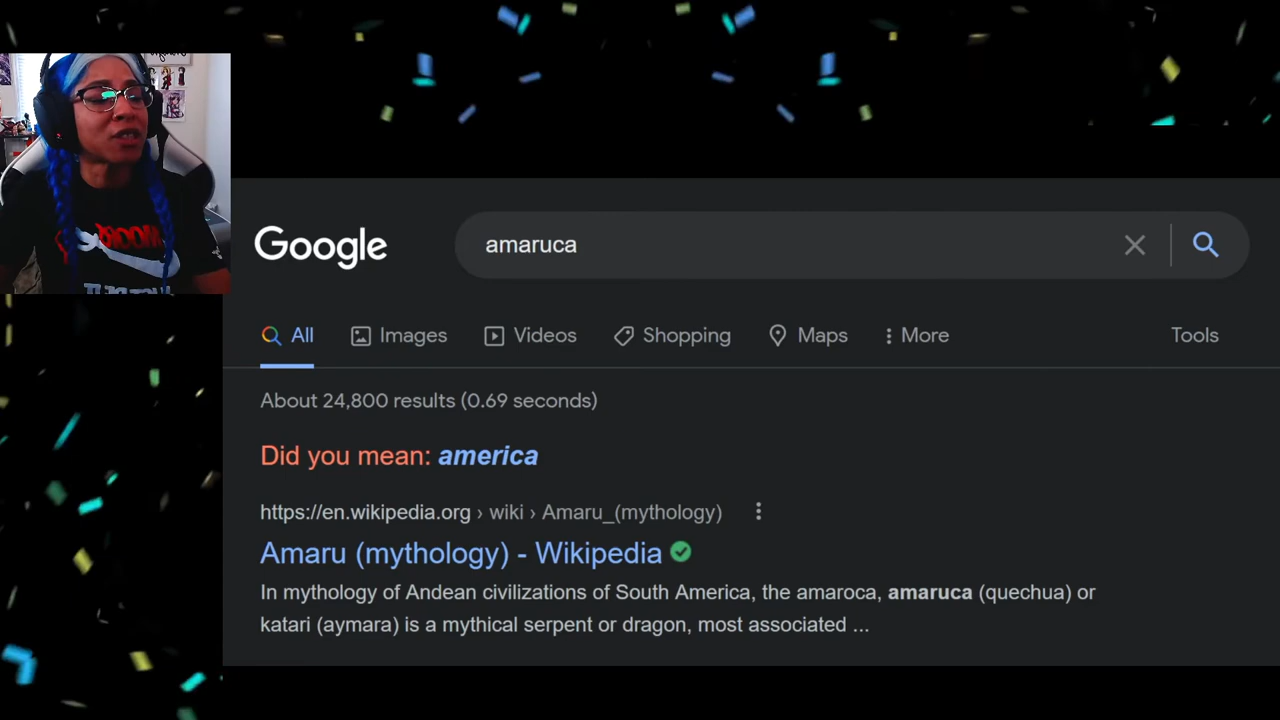 Google
amaruca
All Images Videos Shopping Maps More Tools
About 24,800 results (0.69 seconds)
Did you mean: america
https://en.wikipedia.org › wiki › Amaru_(mythology)
Amaru (mythology) - Wikipedia
In mythology of Andean civilizations of South America, the amaroca, amaruca (quechua) or
katari (aymara) is a mythical serpent or dragon, most associated ...